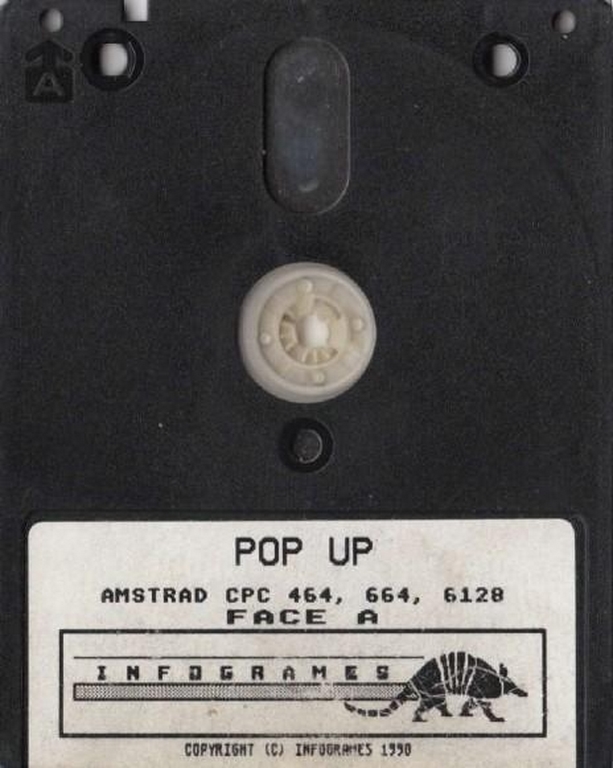 A
POP UP
AMSTRAD CPC 464, 664, 6128
FACE A
INFOGRAMES
COPYRIGHT (C) INFOGRAMES 1990